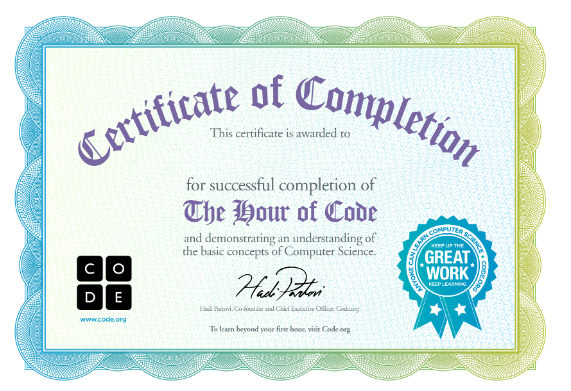 Certificate of Completion
This certificate is awarded to
for successful completion of
The Hour of Code
and demonstrating an understanding of
the basic concepts of Computer Science.
C O
D E
www.code.org
Hadi Partovi
Hadi Partovi, Co-founder and Chief Executive Officer, Code.org
To learn beyond your first hour, visit Code.org
ANYONE CAN LEARN COMPUTER SCIENCE • CODE.ORG
KEEP UP THE
GREAT
WORK
KEEP LEARNING